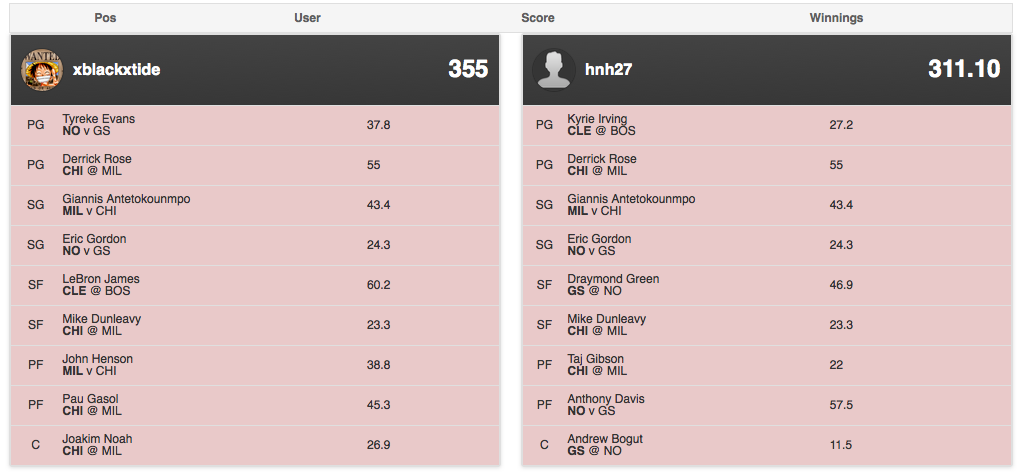 Pos User Score Winnings
WANTED
xblackxtide 355
PG Tyreke Evans 37.8
NO v GS
PG Derrick Rose 55
CHI @ MIL
SG Giannis Antetokounmpo 43.4
MIL v CHI
SG Eric Gordon 24.3
NO v GS
SF LeBron James 60.2
CLE @ BOS
SF Mike Dunleavy 23.3
CHI @ MIL
PF John Henson 38.8
MIL v CHI
PF Pau Gasol 45.3
CHI @ MIL
C Joakim Noah 26.9
CHI @ MIL
hnh27 311.10
PG Kyrie Irving 27.2
CLE @ BOS
PG Derrick Rose 55
CHI @ MIL
SG Giannis Antetokounmpo 43.4
MIL v CHI
SG Eric Gordon 24.3
NO v GS
SF Draymond Green 46.9
GS @ NO
SF Mike Dunleavy 23.3
CHI @ MIL
PF Taj Gibson 22
CHI @ MIL
PF Anthony Davis 57.5
NO v GS
C Andrew Bogut 11.5
GS @ NO